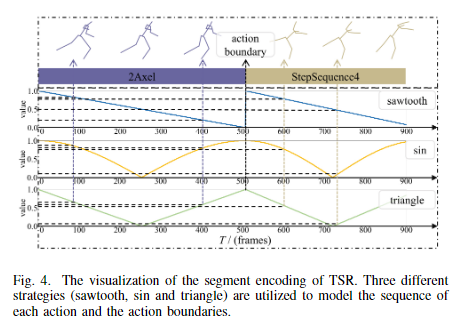 action
boundary
2Axel
StepSequence4
value
1.0
0.5
0.0
0
100
200
300
400
500
600
700
800
900
sawtooth
value
1.0
0.5
0.0
0
100
200
300
400
500
600
700
800
900
sin
value
1.0
0.5
0.0
0
100
200
300
400
500
600
700
800
900
triangle
T / (frames)
Fig. 4. The visualization of the segment encoding of TSR. Three different
strategies (sawtooth, sin and triangle) are utilized to model the sequence of
each action and the action boundaries.